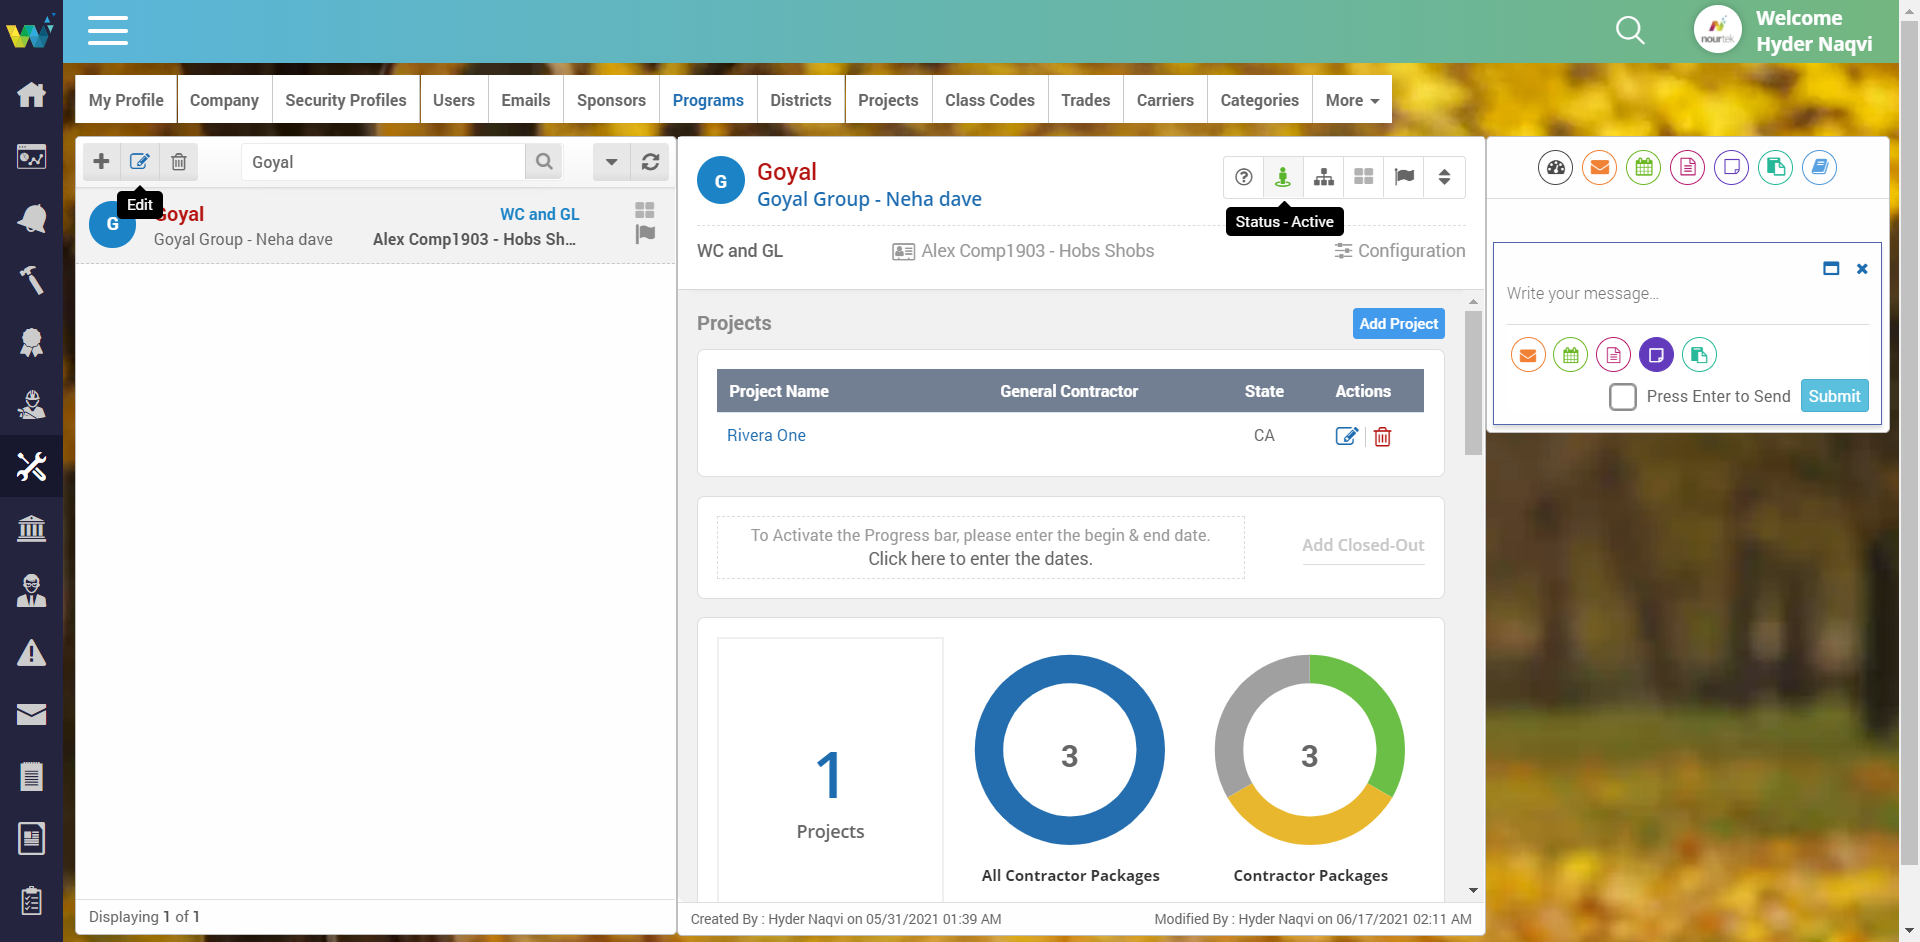 Welcome
Hyder Naqvi
nourtek
My Profile
Company
Security Profiles
Users
Emails
Sponsors
Programs
Districts
Projects
Class Codes
Trades
Carriers
Categories
More
Goyal
Edit
G
Goyal
WC and GL
Goyal Group - Neha dave
Alex Comp1903 - Hobs Sh...
Displaying 1 of 1
G
Goyal
Goyal Group - Neha dave
Status - Active
WC and GL
Alex Comp1903 - Hobs Shobs
Configuration
Projects
Add Project
Project Name
General Contractor
State
Actions
Rivera One
CA
To Activate the Progress bar, please enter the begin & end date.
Click here to enter the dates.
Add Closed-Out
1
Projects
3
All Contractor Packages
3
Contractor Packages
Created By : Hyder Naqvi on 05/31/2021 01:39 AM
Modified By : Hyder Naqvi on 06/17/2021 02:11 AM
Write your message...
Press Enter to Send
Submit